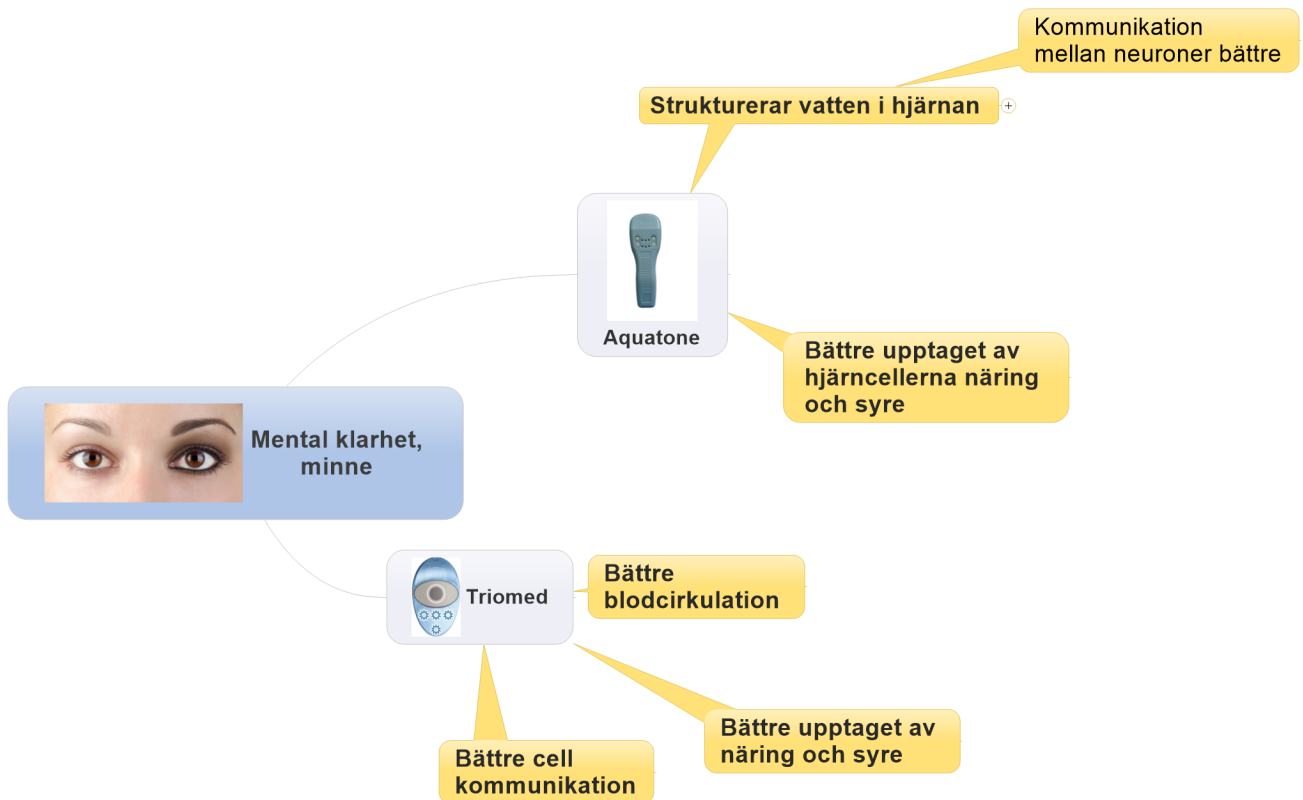 Kommunikation
mellan neuroner bättre
Strukturerar vatten i hjärnan
Aquatone
Bättre upptaget av
hjärncellerna näring
och syre
Mental klarhet,
minne
Triomed
Bättre
blodcirkulation
Bättre upptaget av
näring och syre
Bättre cell
kommunikation